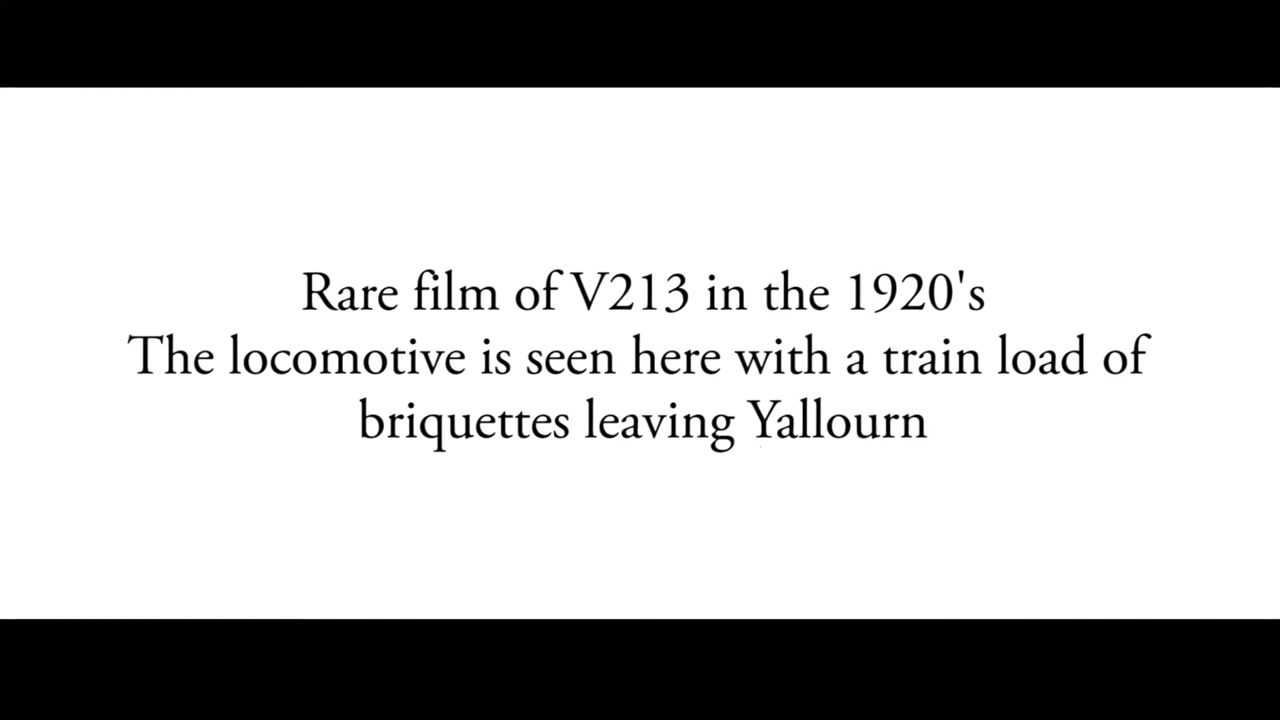 Rare film of V213 in the 1920's
The locomotive is seen here with a train load of
briquettes leaving Yallourn